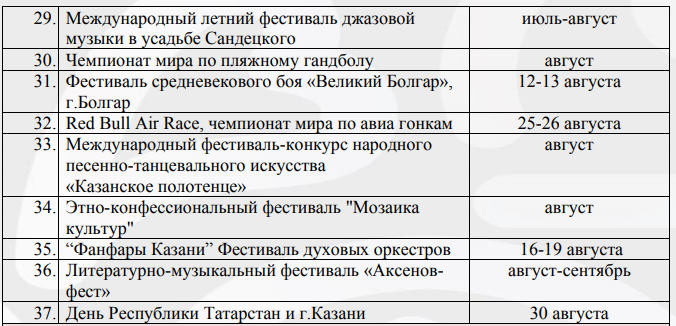 29. Международный летний фестиваль джазовой июль-август
музыки в усадьбе Сандецкого
30. Чемпионат мира по пляжному гандболу август
31. Фестиваль средневекового боя «Великий Болгар», 12-13 августа
г.Болгар
32. Red Bull Air Race, чемпионат мира по авиа гонкам 25-26 августа
33. Международный фестиваль-конкурс народного август
песенно-танцевального искусства
«Казанское полотенце»
34. Этно-конфессиональный фестиваль "Мозаика август
культур"
35. “Фанфары Казани” Фестиваль духовых оркестров 16-19 августа
36. Литературно-музыкальный фестиваль «Аксенов- август-сентябрь
фест»
37. День Республики Татарстан и г.Казани 30 августа